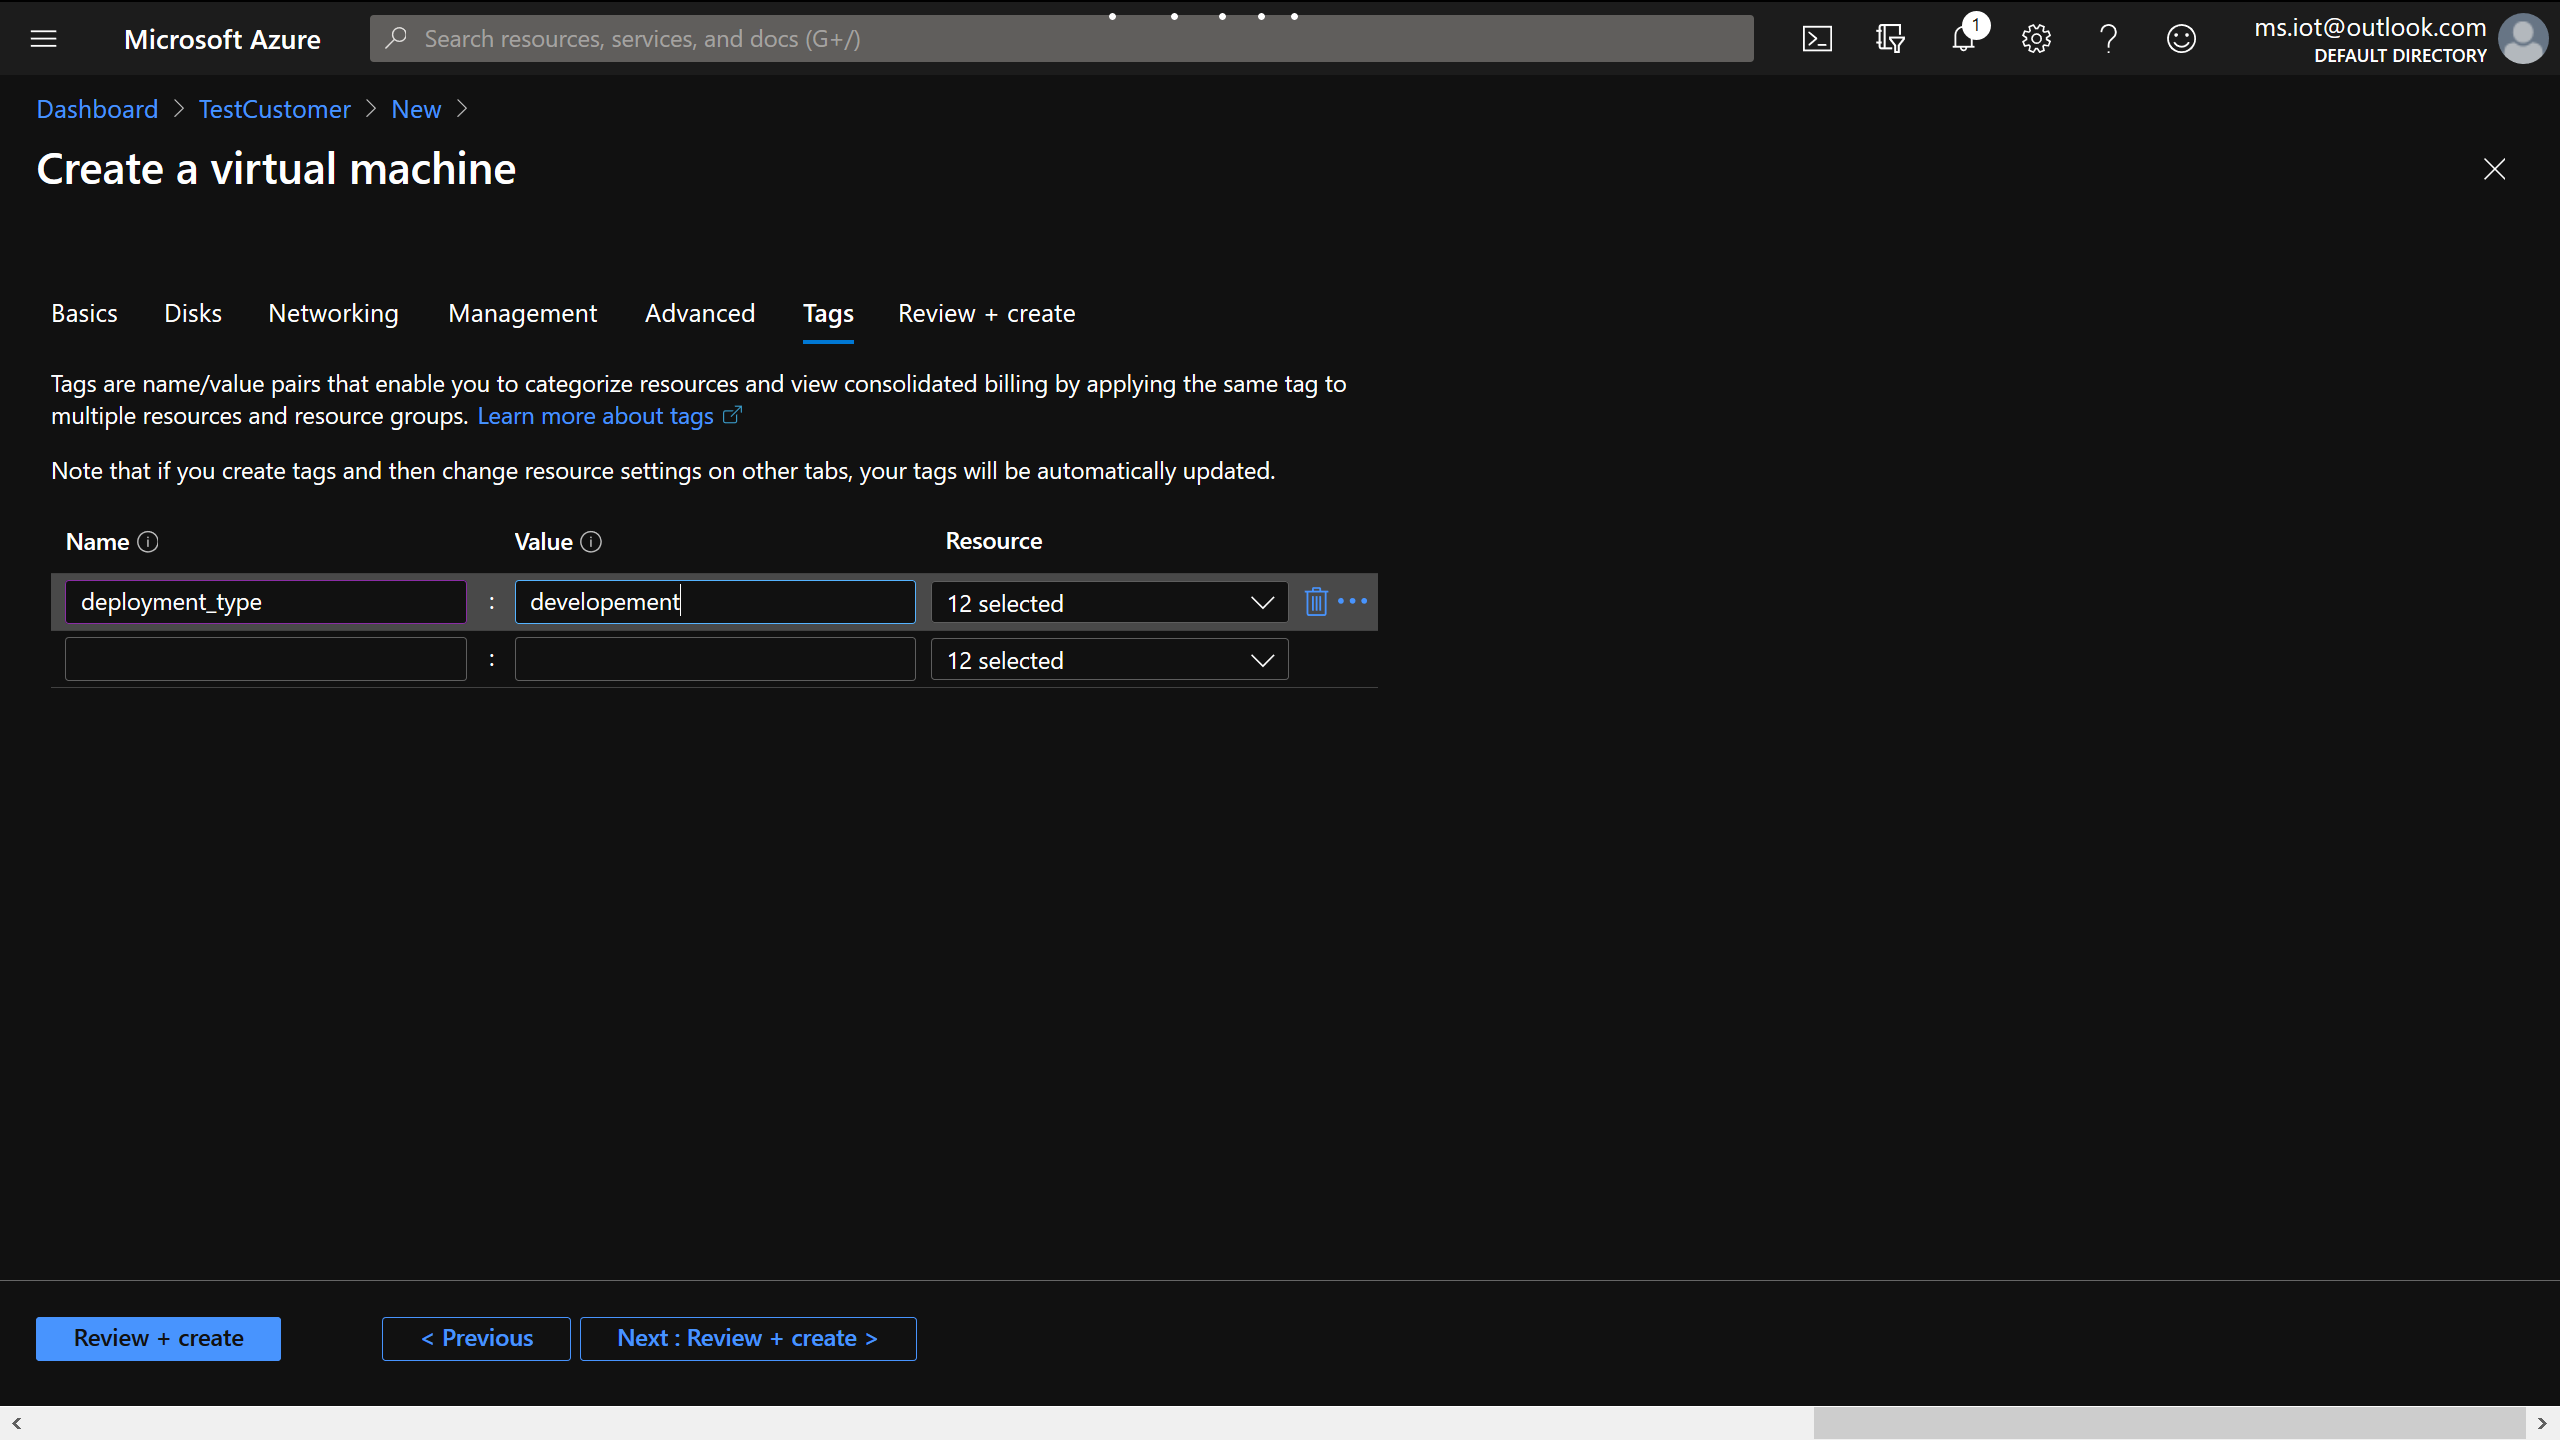 Microsoft Azure
Search resources, services, and docs (G+/)
1
ms.iot@outlook.com
DEFAULT DIRECTORY
Dashboard > TestCustomer > New >
Create a virtual machine
Basics Disks Networking Management Advanced Tags Review + create
Tags are name/value pairs that enable you to categorize resources and view consolidated billing by applying the same tag to
multiple resources and resource groups. Learn more about tags
Note that if you create tags and then change resource settings on other tabs, your tags will be automatically updated.
Name Value Resource
deployment_type : developement 12 selected
: 12 selected
Review + create < Previous Next : Review + create >